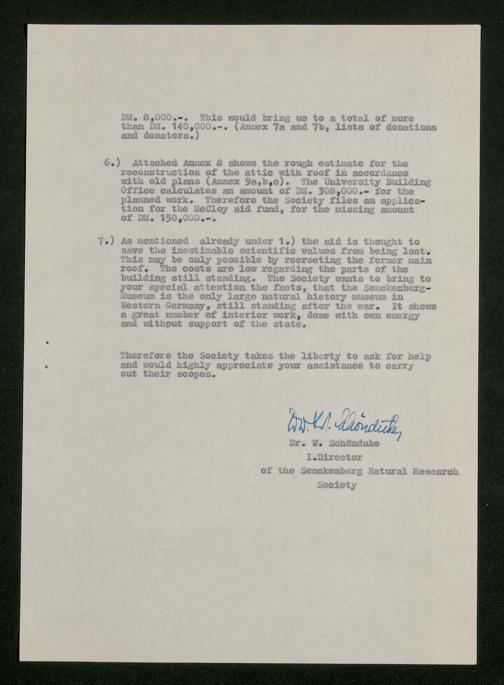 DM. 8,000.-. This would bring us to a total of more
than DM. 140,000.-. (Annex 7a and 7b, lists of donations
and donators.)
6.) Attached Annex 8 shows the rough estimate for the
reconstruction of the attic with roof in accordance
with old plans (Annex 9a,b,c). The University Building
Office calculates an amount of DM. 308,000.- for the
planned work. Therefore the Society files an applica-
tion for the McCloy aid fund, for the missing amount
of DM. 150,000.-.
7.) As mentioned already under 1.) the aid is thought to
save the inestimable scientific values from being lost.
This may be only possible by reerecting the former main
roof. The costs are low regarding the parts of the
building still standing. The Society wants to bring to
your special attention the facts, that the Senckenberg-
Museum is the only large natural history museum in
Western Germany, still standing after the war. It shows
a great number of interior work, done with own energy
and withput support of the state.
Therefore the Society takes the liberty to ask for help
and would highly appreciate your assistance to carry
out their scopes.
Dr. W. Schöndube
I.Director
of the Senckenberg Natural Research
Society